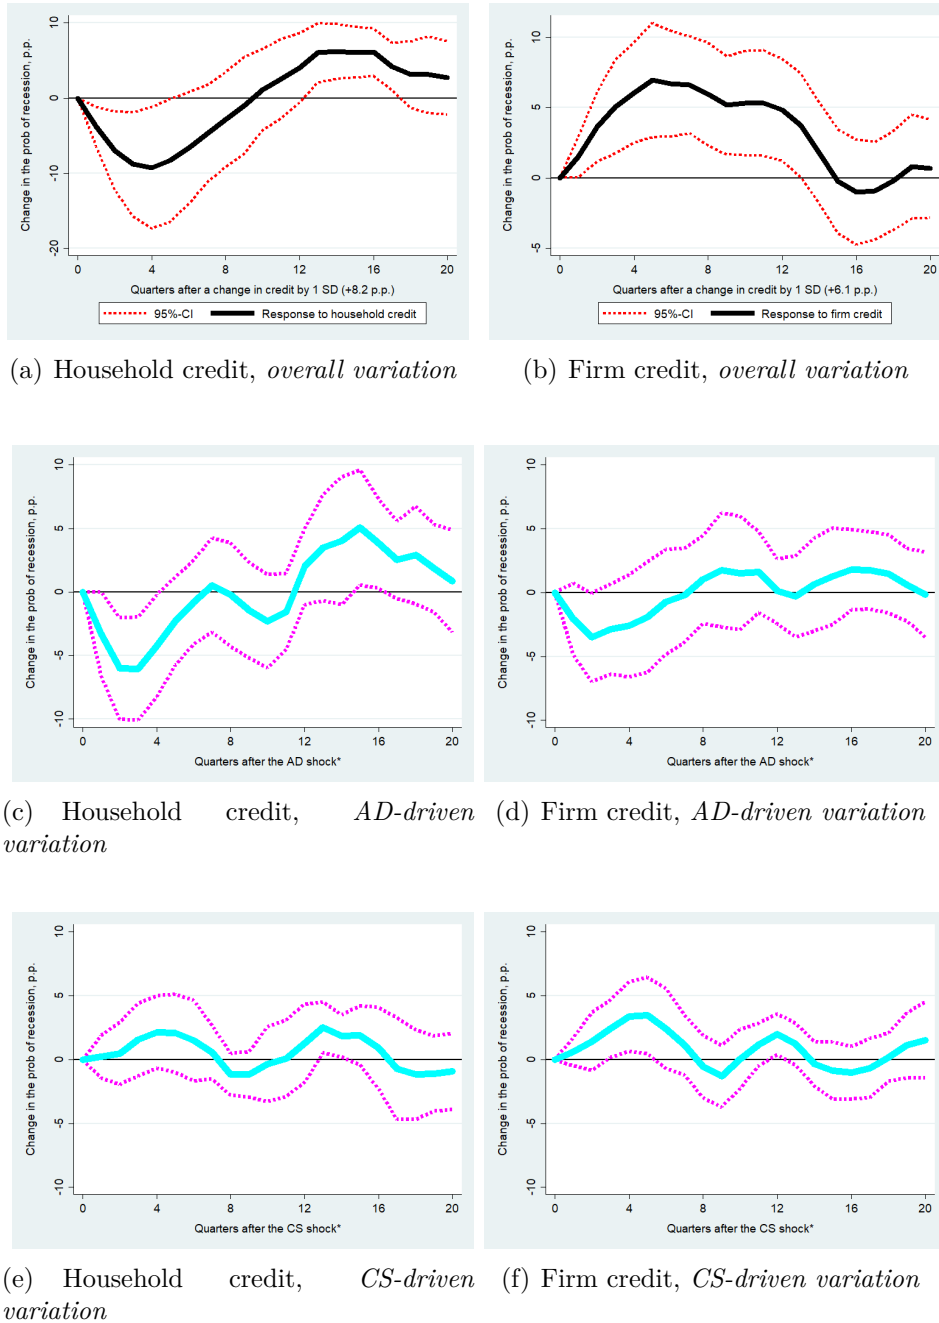 Change in the prob of recession, p.p.
10
0
-10
-20
0 4 8 12 16 20
Quarters after a change in credit by 1 SD (+8.2 p.p.)
95%-CI Response to household credit
(a) Household credit, overall variation
Change in the prob of recession, p.p.
10
5
0
-5
0 4 8 12 16 20
Quarters after a change in credit by 1 SD (+6.1 p.p.)
95%-CI Response to firm credit
(b) Firm credit, overall variation
Change in the prob of recession, p.p.
10
5
0
-5
-10
0 4 8 12 16 20
Quarters after the AD shock*
(c) Household credit, AD-driven
variation
Change in the prob of recession, p.p.
10
5
0
-5
-10
0 4 8 12 16 20
Quarters after the AD shock*
(d) Firm credit, AD-driven variation
Change in the prob of recession, p.p.
10
5
0
-5
-10
0 4 8 12 16 20
Quarters after the CS shock*
(e) Household credit, CS-driven
variation
Change in the prob of recession, p.p.
10
5
0
-5
-10
0 4 8 12 16 20
Quarters after the CS shock*
(f) Firm credit, CS-driven variation